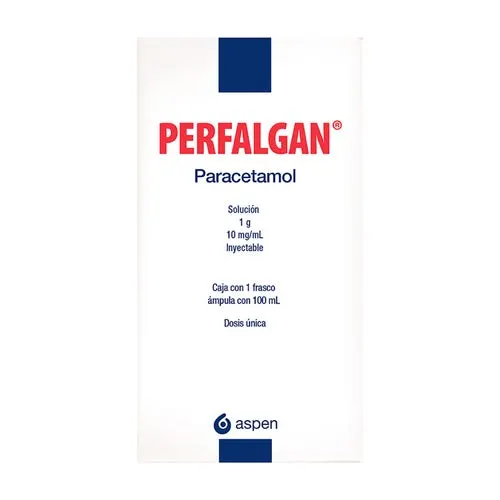 PERFALGAN®
Paracetamol
Solución
1 g
10 mg/mL
Inyectable
Caja con 1 frasco
ámpula con 100 mL
Dosis única
aspen